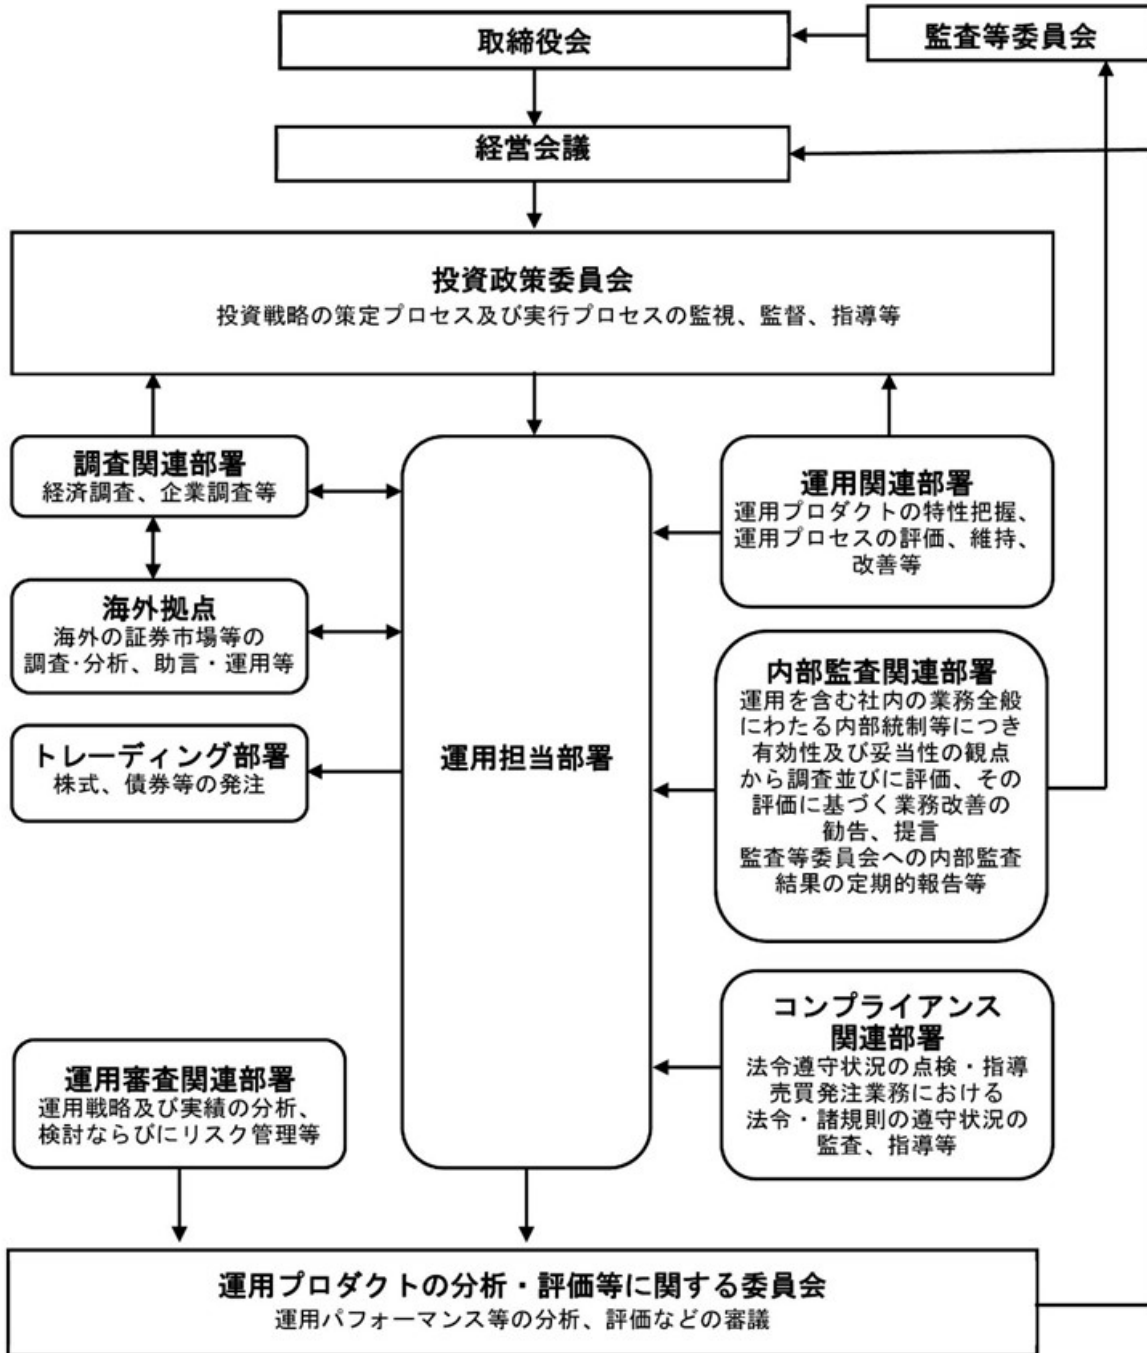 取締役会
監査等委員会
経営会議
投資政策委員会
投資戦略の策定プロセス及び実行プロセスの監視、監督、指導等
調査関連部署
経済調査、企業調査等
海外拠点
海外の証券市場等の
調査・分析、助言・運用等
トレーディング部署
株式、債券等の発注
運用担当部署
運用関連部署
運用プロダクトの特性把握、
運用プロセスの評価、維持、
改善等
内部監査関連部署
運用を含む社内の業務全般
にわたる内部統制等につき
有効性及び妥当性の観点
から調査並びに評価、その
評価に基づく業務改善の
勧告、提言
監査等委員会への内部監査
結果の定期的報告等
コンプライアンス
関連部署
法令遵守状況の点検・指導
売買発注業務における
法令・諸規則の遵守状況の
監査、指導等
運用審査関連部署
運用戦略及び実績の分析、
検討ならびにリスク管理等
運用プロダクトの分析・評価等に関する委員会
運用パフォーマンス等の分析、評価などの審議